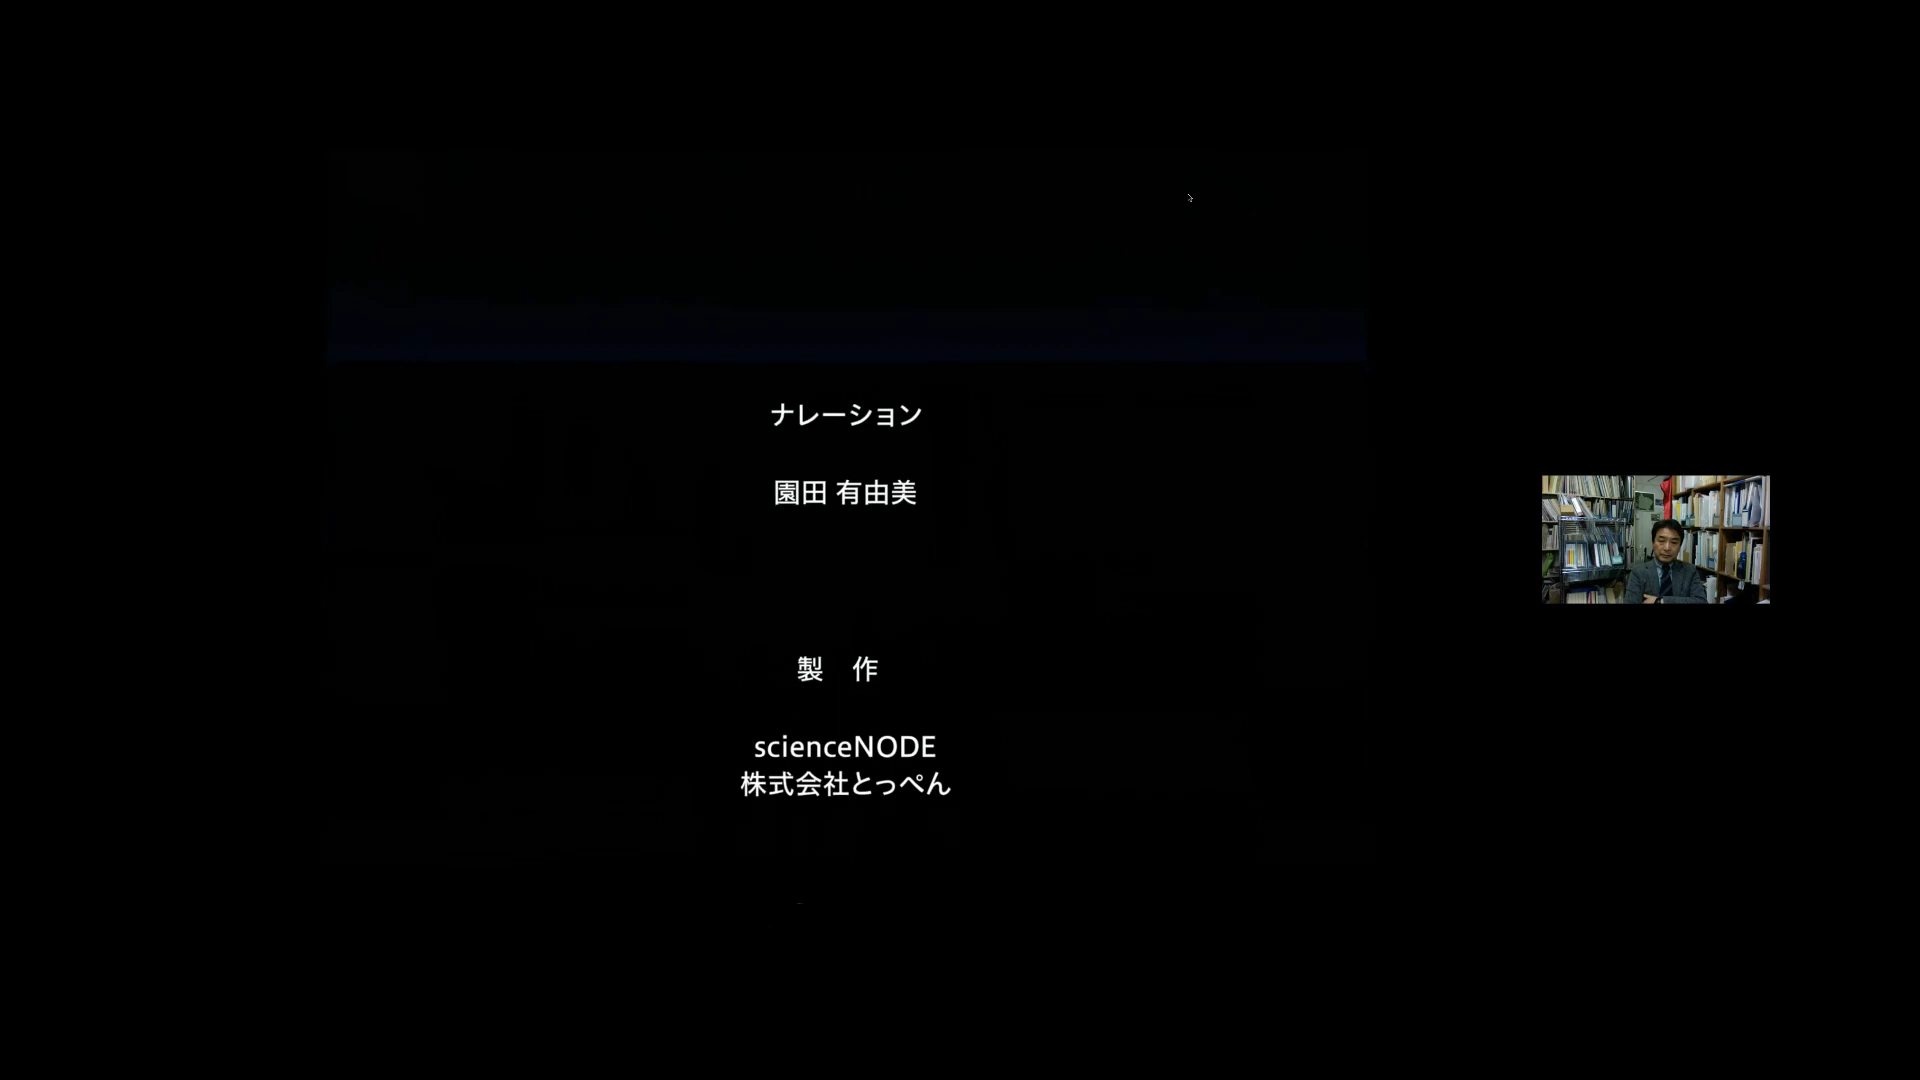 ナレーション
園田 有由美
製　作
scienceNODE
株式会社とっぺん